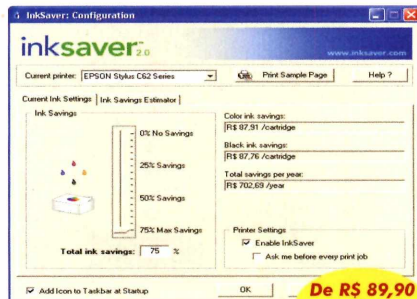 InkSaver: Configuration
inksaver 2.0
www.inksaver.com
Current printer: EPSON Stylus C62 Series
Print Sample Page
Help ?
Current Ink Settings
Ink Savings Estimator
Ink Savings
0% No Savings
25% Savings
50% Savings
75% Max Savings
Total ink savings: 75 %
Color ink savings:
R$ 87,91 /cartridge
Black ink savings:
R$ 87,76 /cartridge
Total savings per year:
R$ 702,69 /year
Printer Settings
Enable InkSaver
Ask me before every print job
Add Icon to Taskbar at Startup
OK
De R$ 89,90